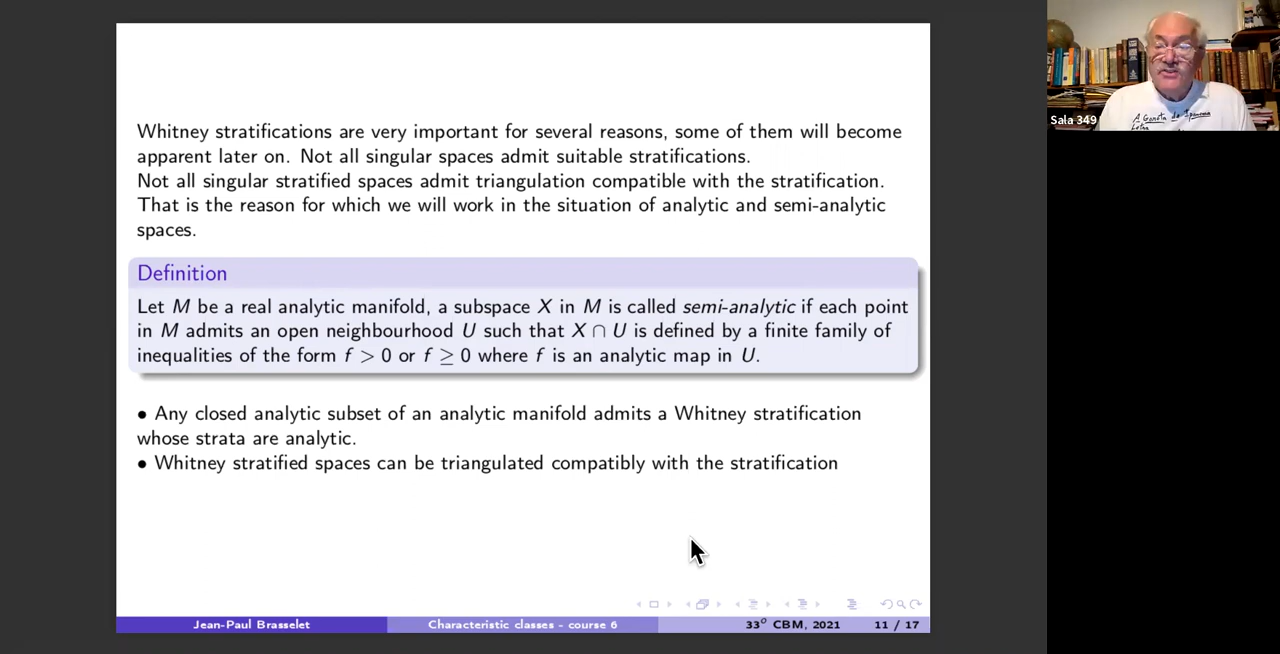 Whitney stratifications are very important for several reasons, some of them will become
apparent later on. Not all singular spaces admit suitable stratifications.
Not all singular stratified spaces admit triangulation compatible with the stratification.
That is the reason for which we will work in the situation of analytic and semi-analytic
spaces.
Definition
Let M be a real analytic manifold, a subspace X in M is called semi-analytic if each point
in M admits an open neighbourhood U such that X ∩ U is defined by a finite family of
inequalities of the form f > 0 or f ≥ 0 where f is an analytic map in U.
• Any closed analytic subset of an analytic manifold admits a Whitney stratification
whose strata are analytic.
• Whitney stratified spaces can be triangulated compatibly with the stratification
Jean-Paul Brasselet Characteristic classes - course 6 33° CBM, 2021 11 / 17
Sala 349
A Garota de Ipanema
Letra